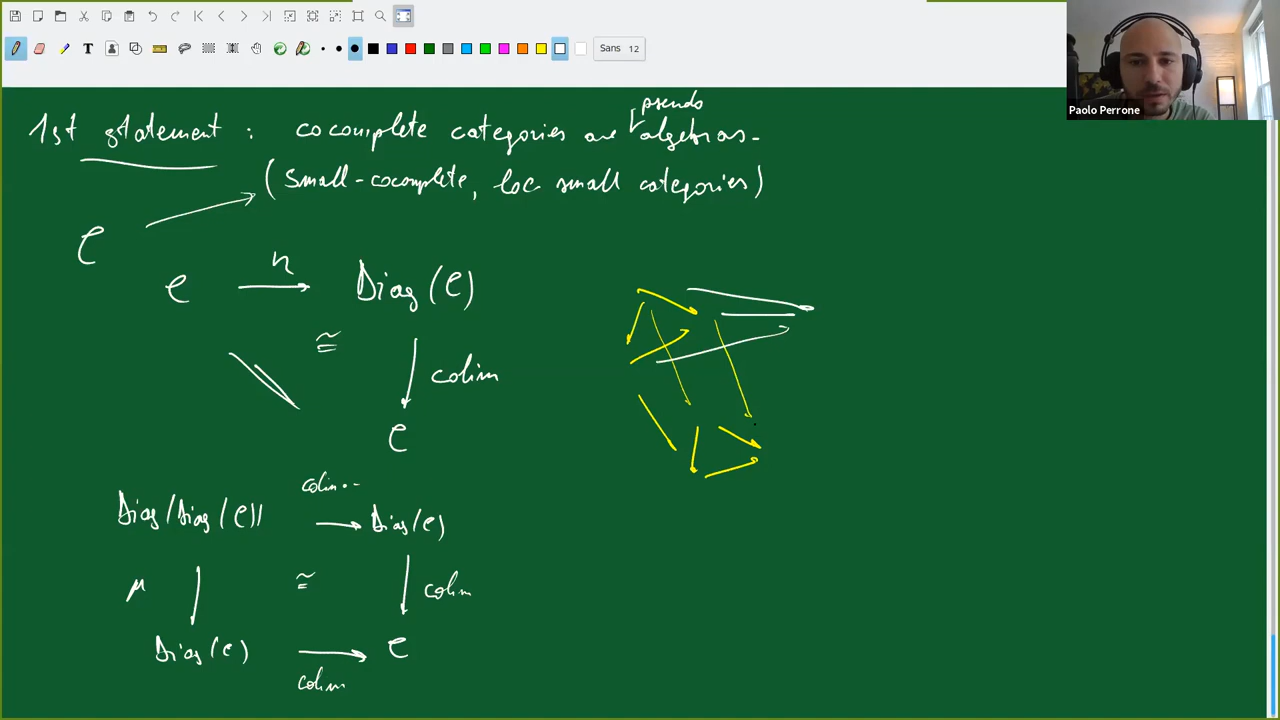 Sans 12
Paolo Perrone
pseudo
1st statement : cocomplete categories are algebras.
(small-cocomplete, loc small categories)
C
C η Diag(C)
≅
colim
C
colim..
Diag(Diag(C)) Diag(C)
μ ≅ colim
Diag(C) C
colim